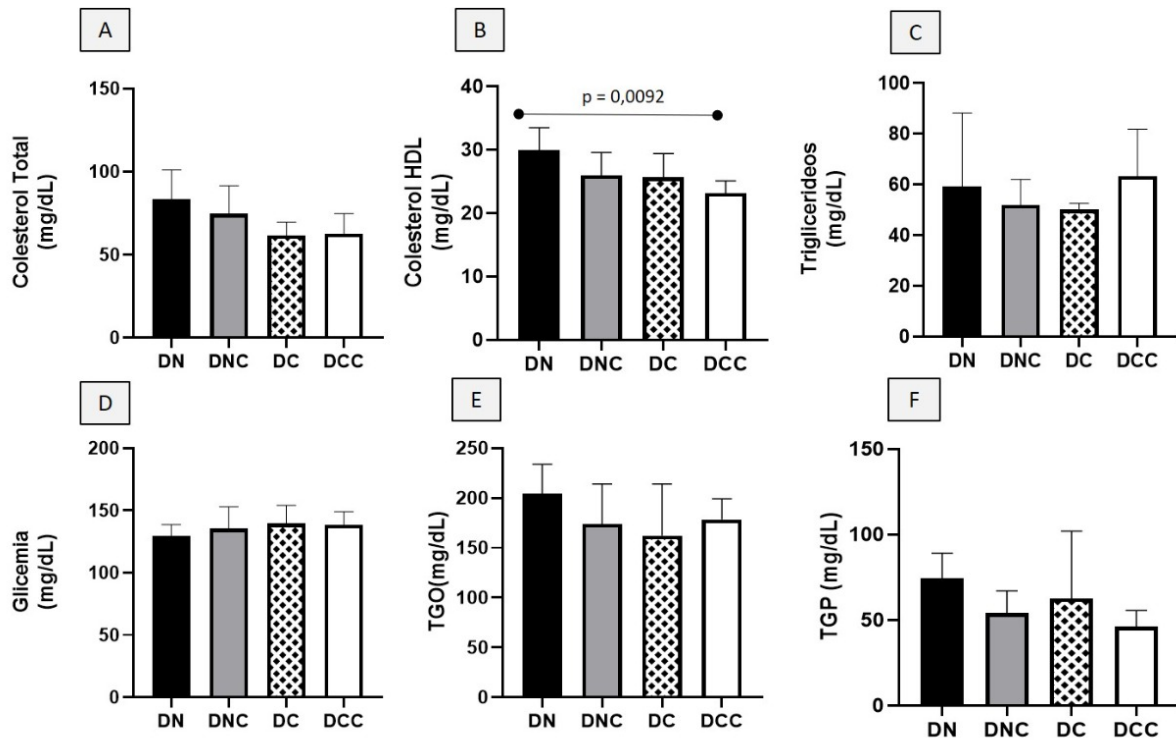 A
Colesterol Total
(mg/dL)
150
100
50
0
DN DNC DC DCC
B
Colesterol HDL
(mg/dL)
40
30
20
10
0
p = 0,0092
DN DNC DC DCC
C
Triglicerideos
(mg/dL)
100
80
60
40
20
0
DN DNC DC DCC
D
Glicemia
(mg/dL)
200
150
100
50
0
DN DNC DC DCC
E
TGO(mg/dL)
250
200
150
100
50
0
DN DNC DC DCC
F
TGP (mg/dL)
150
100
50
0
DN DNC DC DCC